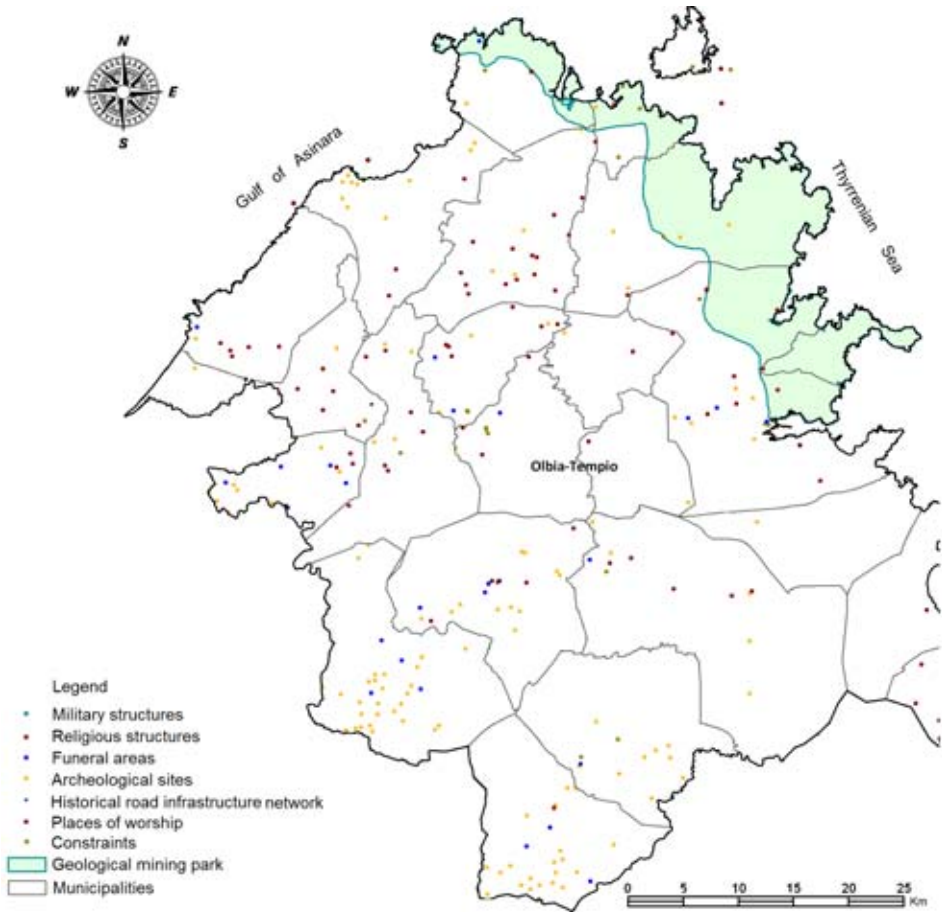 N
W E
S
Gulf of Asinara
Thyrrenian Sea
Olbia-Tempio
Legend
Military structures
Religious structures
Funeral areas
Archeological sites
Historical road infrastructure network
Places of worship
Constraints
Geological mining park
Municipalities
0 5 10 15 20 25
Km